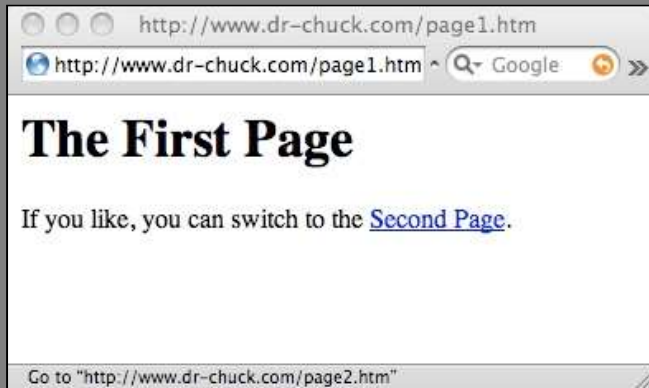 http://www.dr-chuck.com/page1.htm
http://www.dr-chuck.com/page1.htm Google
The First Page
If you like, you can switch to the Second Page.
Go to "http://www.dr-chuck.com/page2.htm"